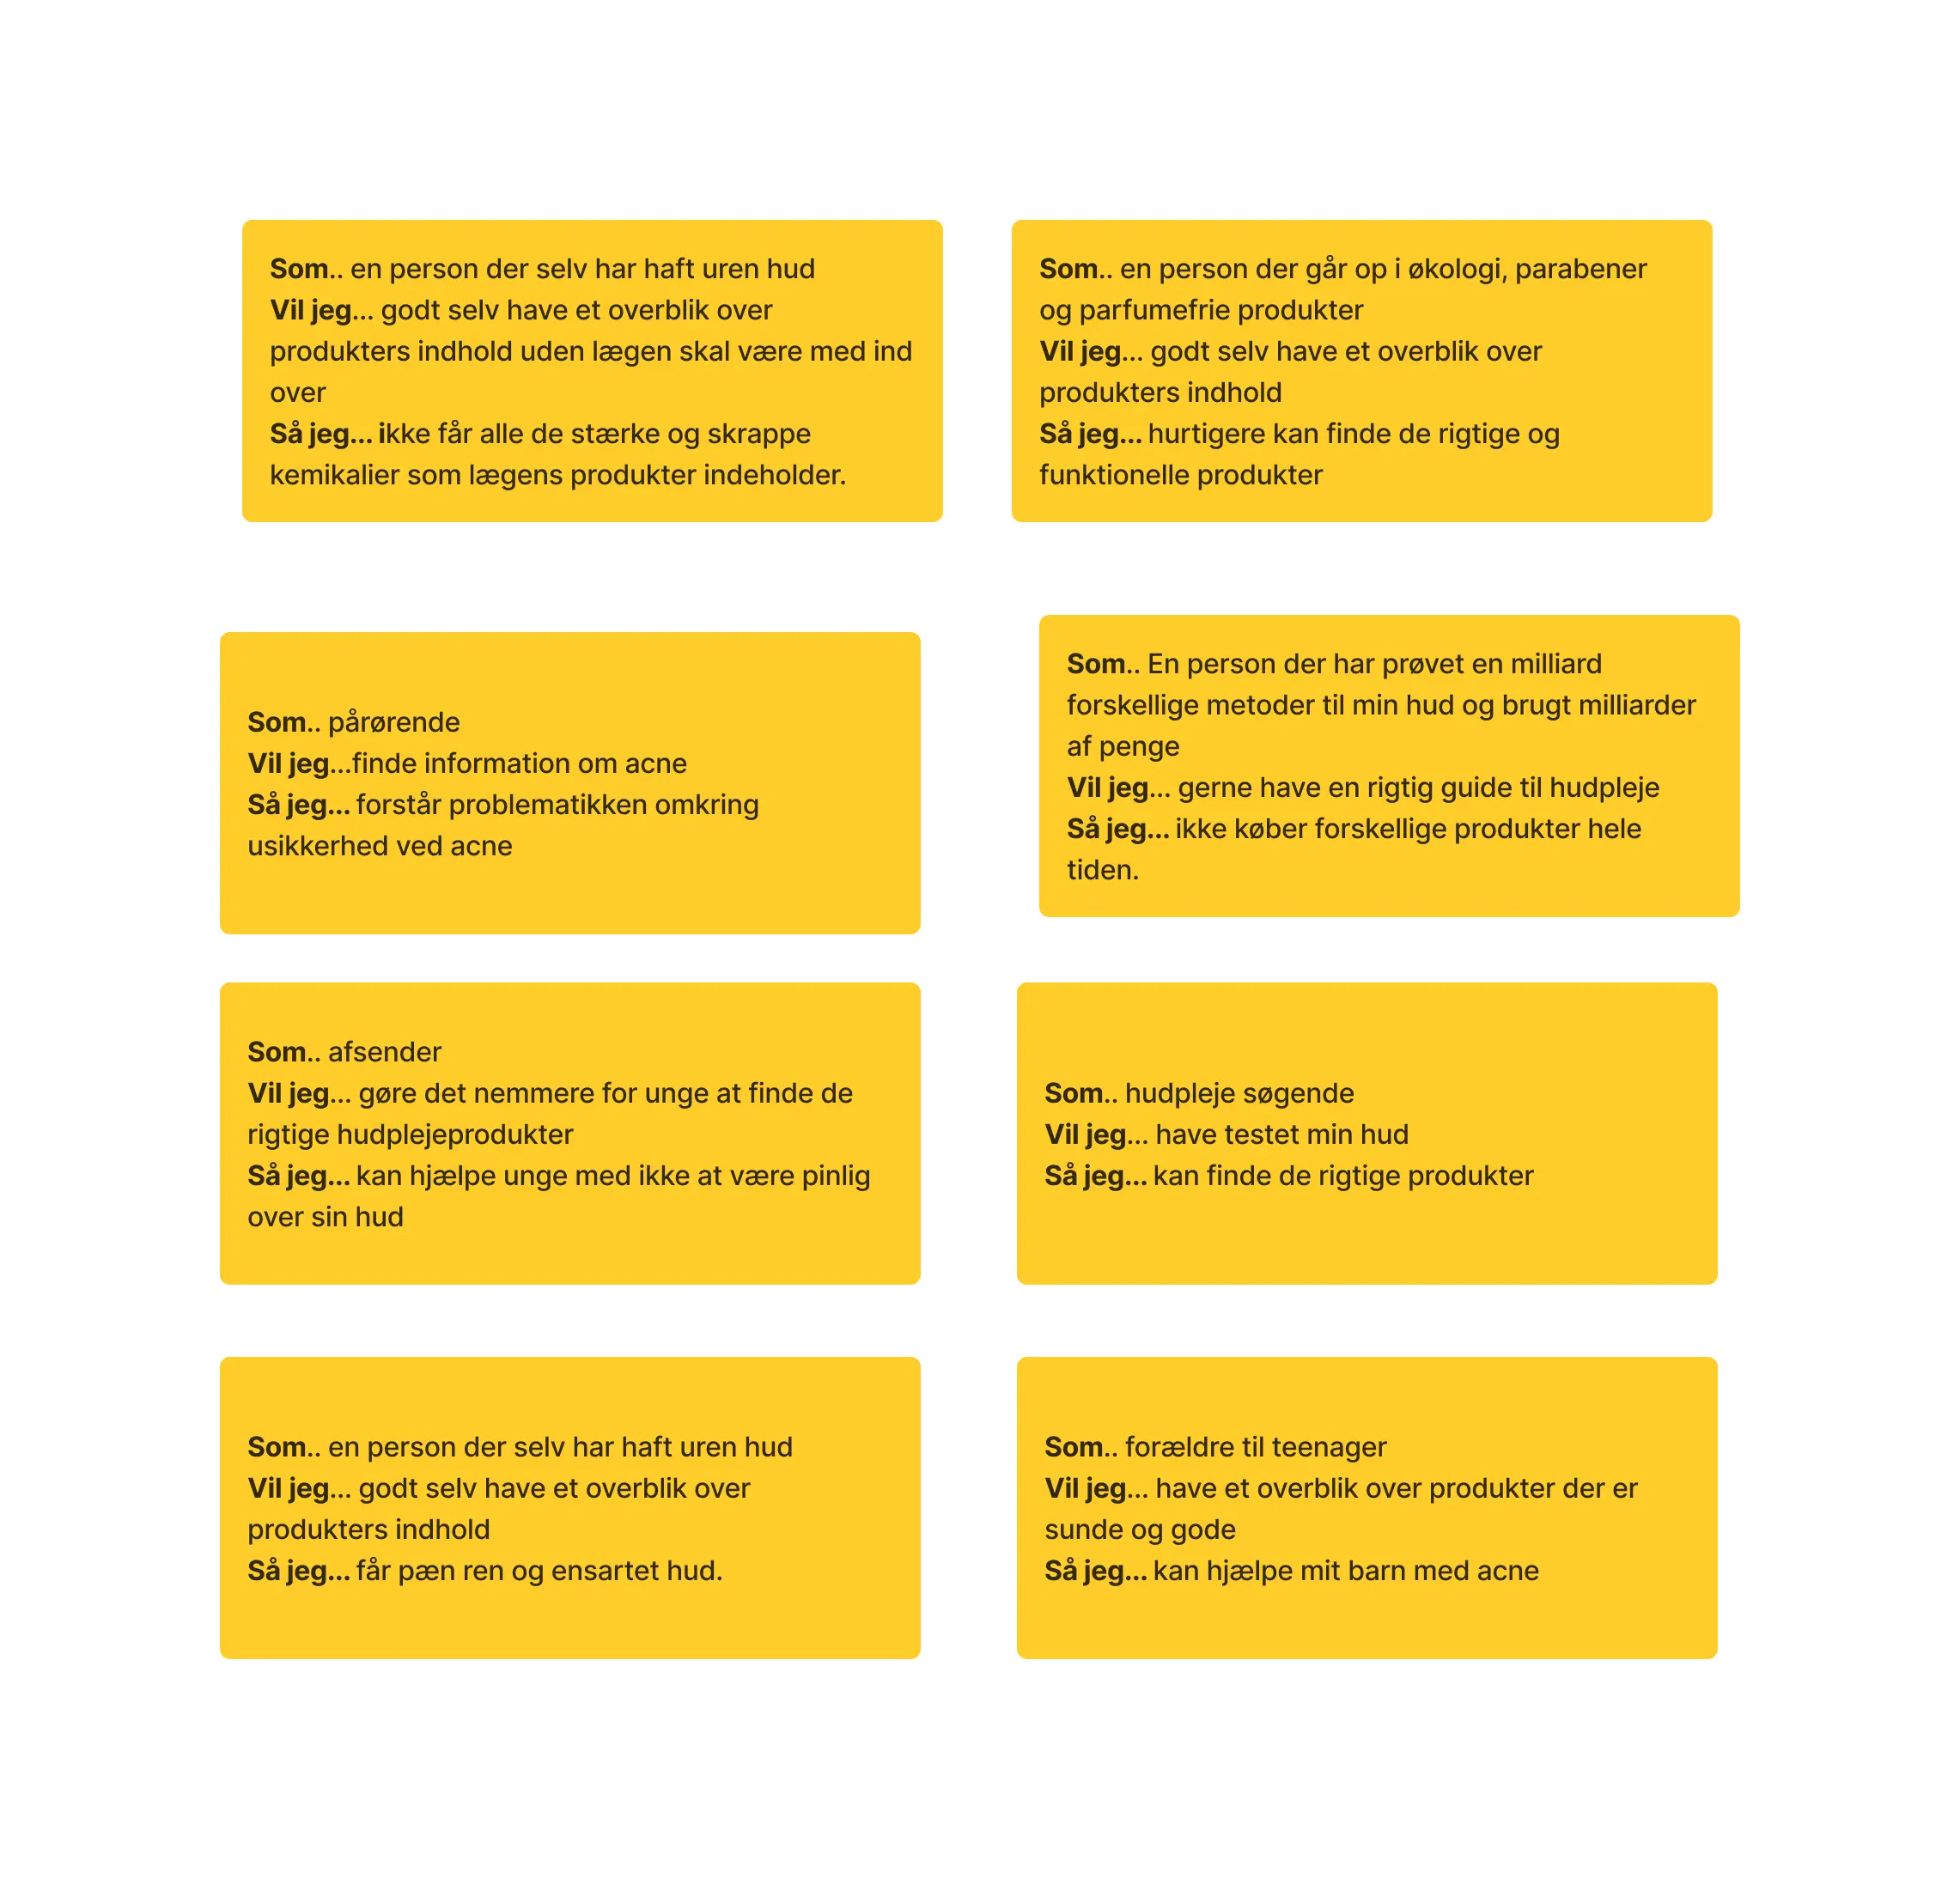 Som.. en person der selv har haft uren hud
Vil jeg... godt selv have et overblik over
produkters indhold uden lægen skal være med ind
over
Så jeg... ikke får alle de stærke og skrappe
kemikalier som lægens produkter indeholder.
Som.. en person der går op i økologi, parabener
og parfumefrie produkter
Vil jeg... godt selv have et overblik over
produkters indhold
Så jeg... hurtigere kan finde de rigtige og
funktionelle produkter
Som.. pårørende
Vil jeg...finde information om acne
Så jeg... forstår problematikken omkring
usikkerhed ved acne
Som.. En person der har prøvet en milliard
forskellige metoder til min hud og brugt milliarder
af penge
Vil jeg... gerne have en rigtig guide til hudpleje
Så jeg... ikke køber forskellige produkter hele
tiden.
Som.. afsender
Vil jeg... gøre det nemmere for unge at finde de
rigtige hudplejeprodukter
Så jeg... kan hjælpe unge med ikke at være pinlig
over sin hud
Som.. hudpleje søgende
Vil jeg... have testet min hud
Så jeg... kan finde de rigtige produkter
Som.. en person der selv har haft uren hud
Vil jeg... godt selv have et overblik over
produkters indhold
Så jeg... får pæn ren og ensartet hud.
Som.. forældre til teenager
Vil jeg... have et overblik over produkter der er
sunde og gode
Så jeg... kan hjælpe mit barn med acne